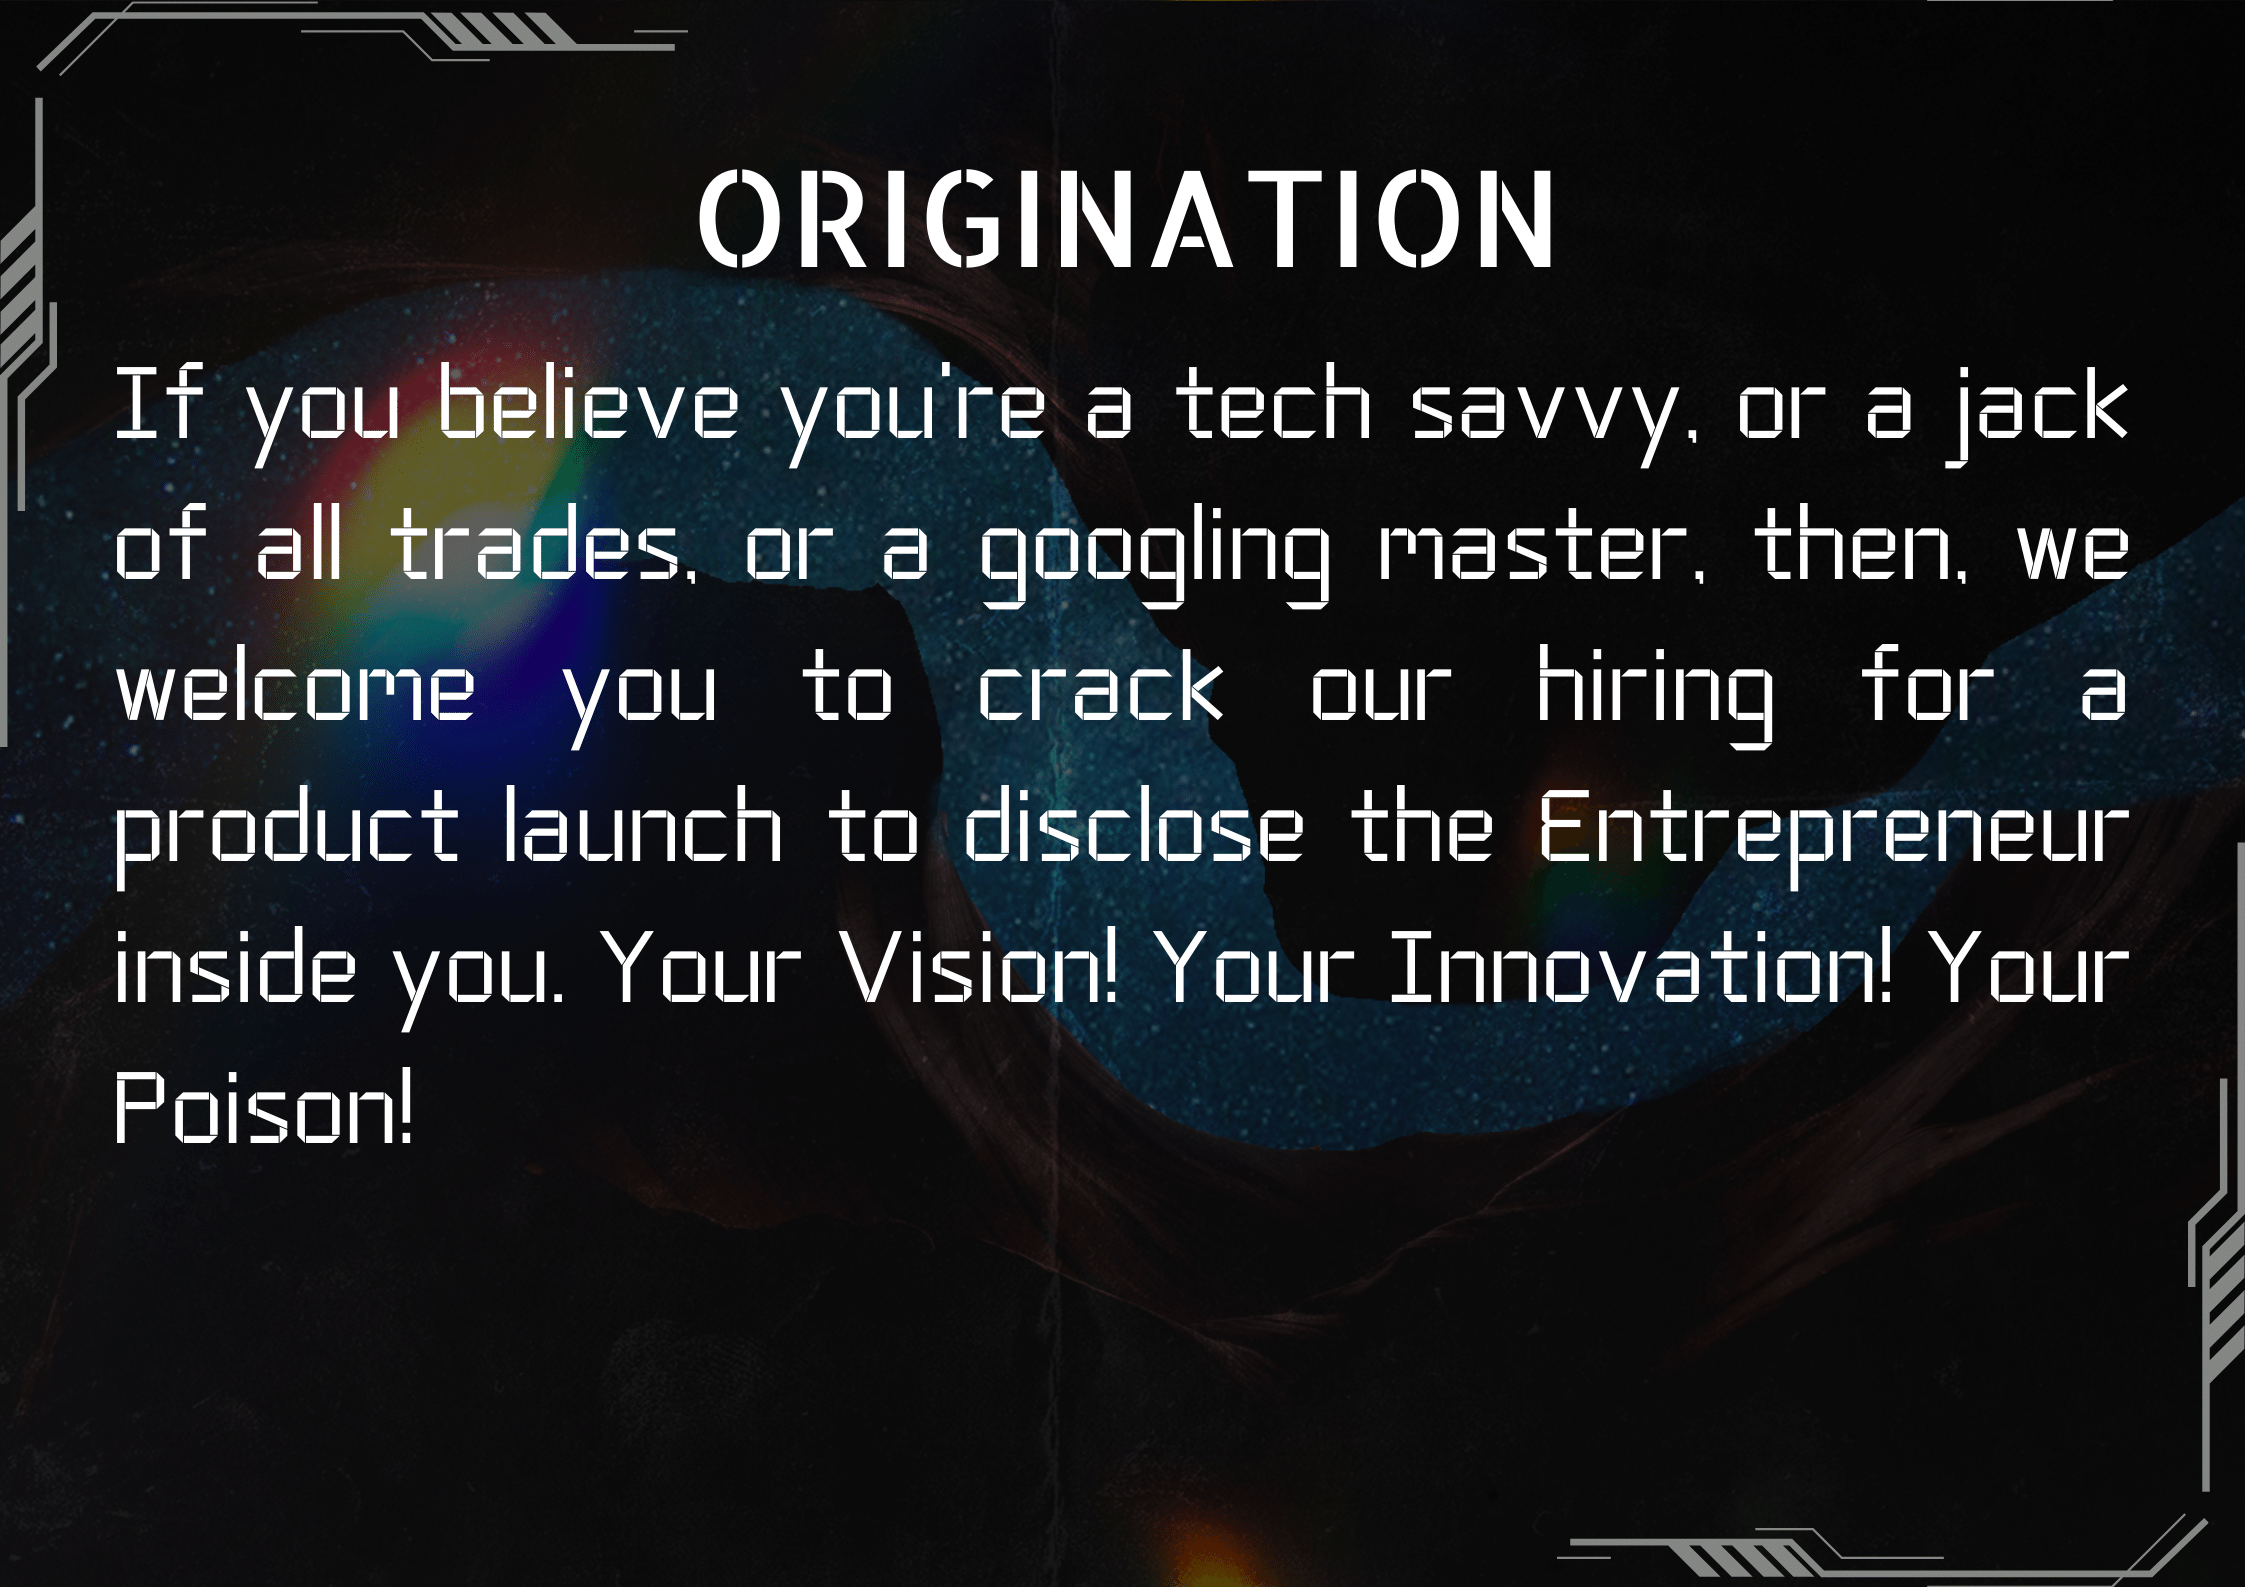 ORIGINATION
If you believe you're a tech savvy, or a jack
of all trades, or a googling master, then, we
welcome you to crack our hiring for a
product launch to disclose the Entrepreneur
inside you. Your Vision! Your Innovation! Your
Poison!